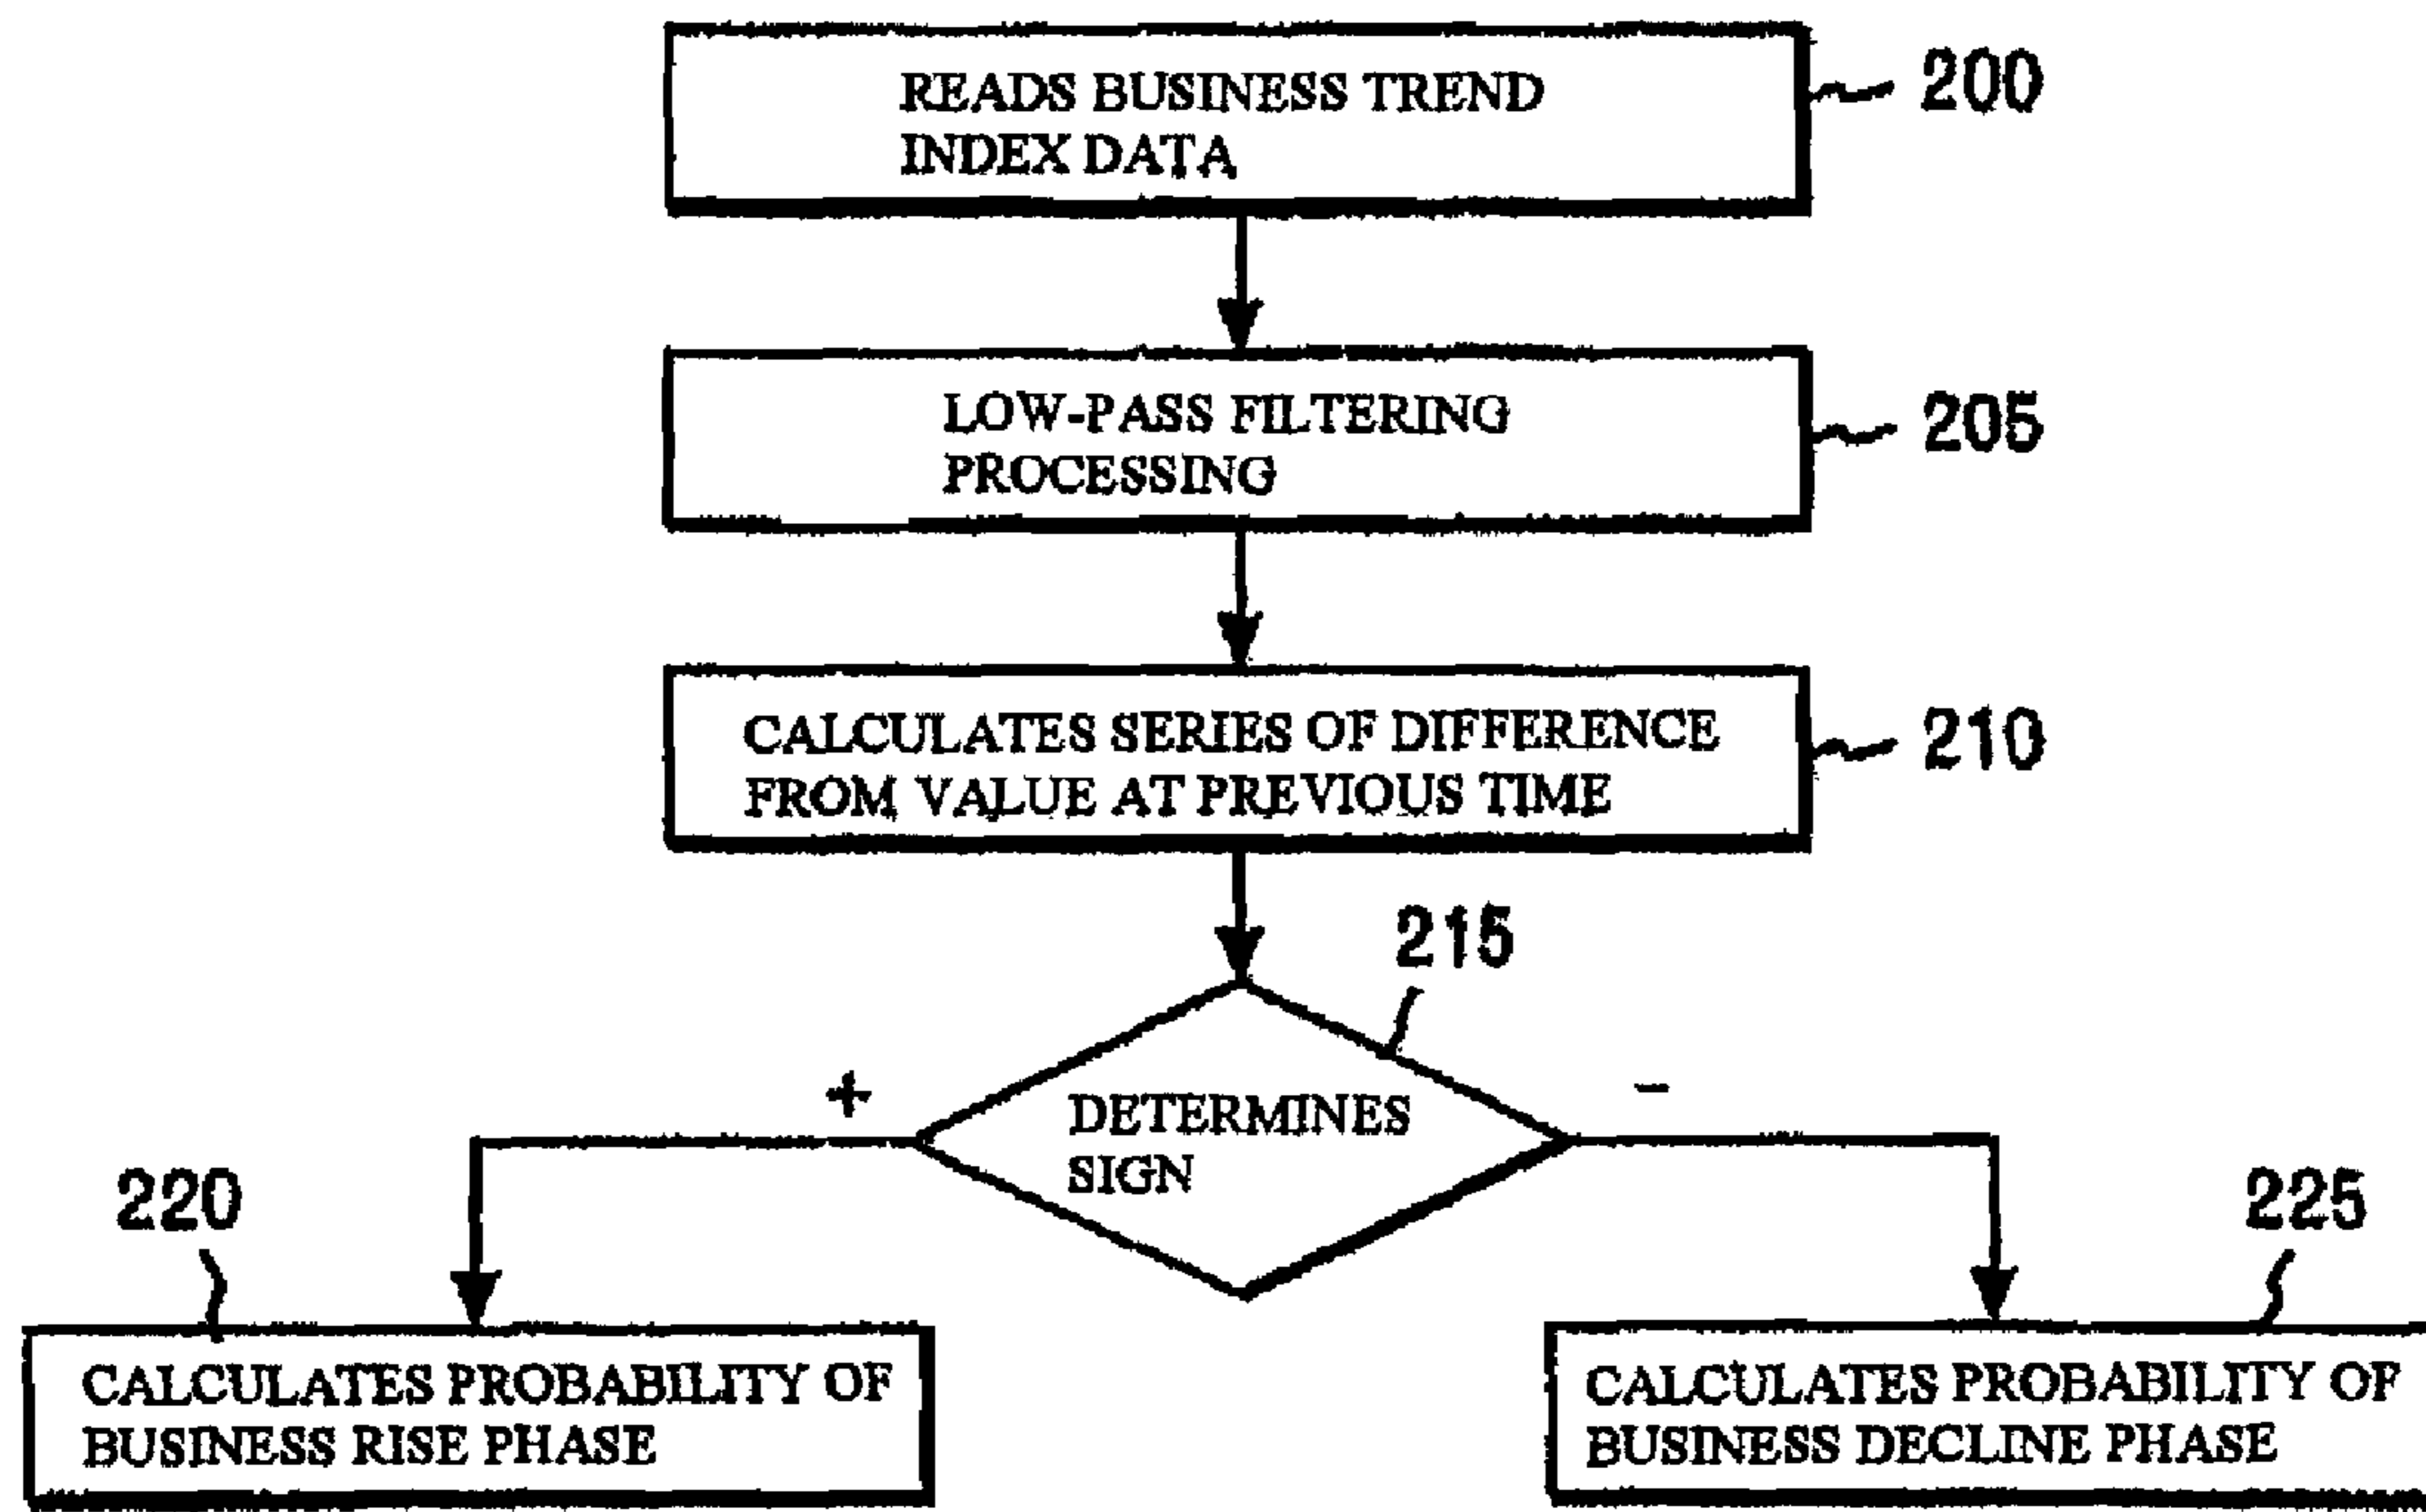 READS BUSINESS TREND
INDEX DATA
200
LOW-PASS FILTERING
PROCESSING
205
CALCULATES SERIES OF DIFFERENCE
FROM VALUE AT PREVIOUS TIME
210
215
+
-
DETERMINES
SIGN
220
225
CALCULATES PROBABILITY OF
BUSINESS RISE PHASE
CALCULATES PROBABILITY OF
BUSINESS DECLINE PHASE